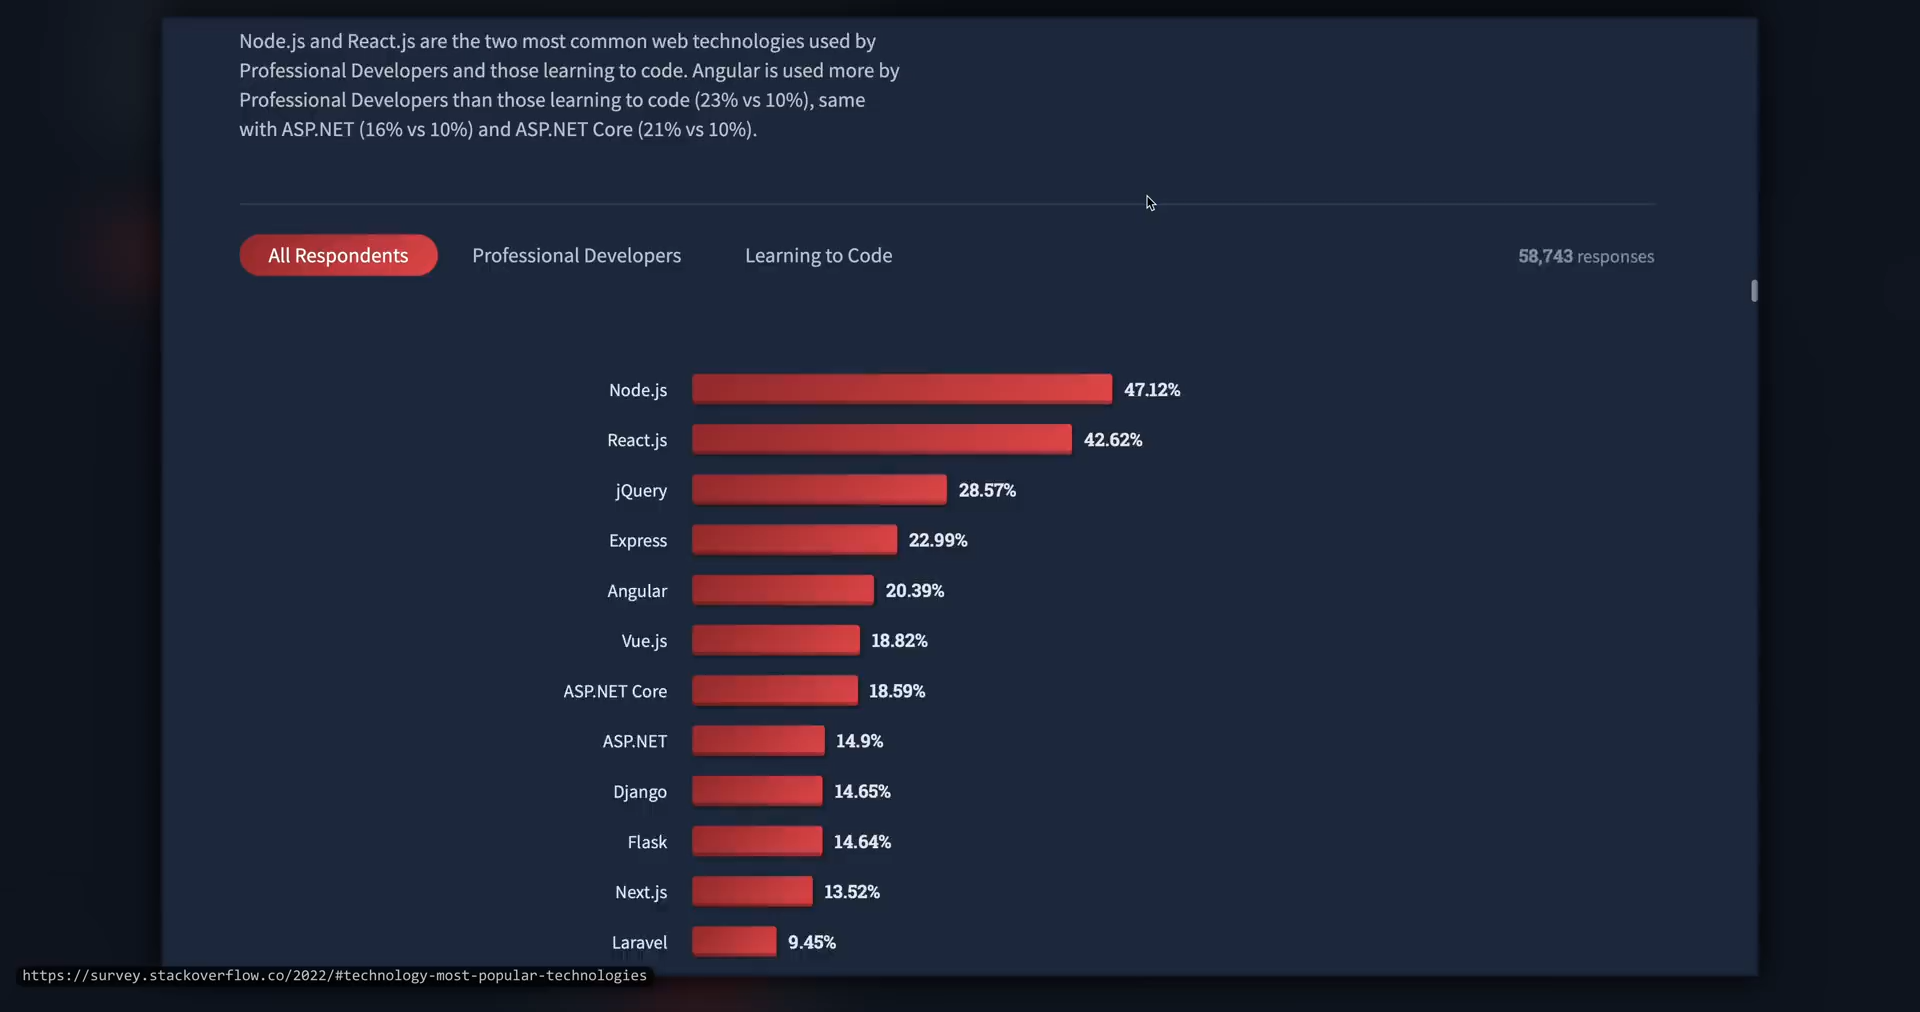 Node.js and React.js are the two most common web technologies used by
Professional Developers and those learning to code. Angular is used more by
Professional Developers than those learning to code (23% vs 10%), same
with ASP.NET (16% vs 10%) and ASP.NET Core (21% vs 10%).
All Respondents Professional Developers Learning to Code 58,743 responses
Node.js 47.12%
React.js 42.62%
jQuery 28.57%
Express 22.99%
Angular 20.39%
Vue.js 18.82%
ASP.NET Core 18.59%
ASP.NET 14.9%
Django 14.65%
Flask 14.64%
Next.js 13.52%
Laravel 9.45%
https://survey.stackoverflow.co/2022/#technology-most-popular-technologies